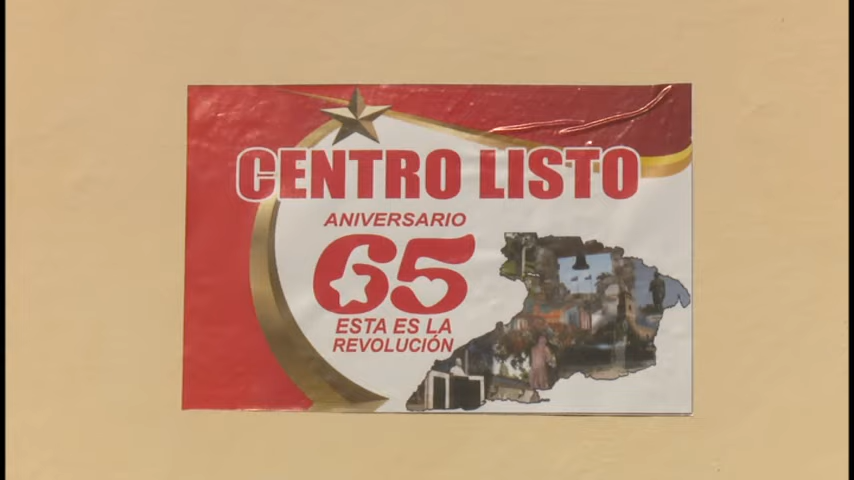 CENTRO LISTO
ANIVERSARIO
65
ESTA ES LA
REVOLUCIÓN